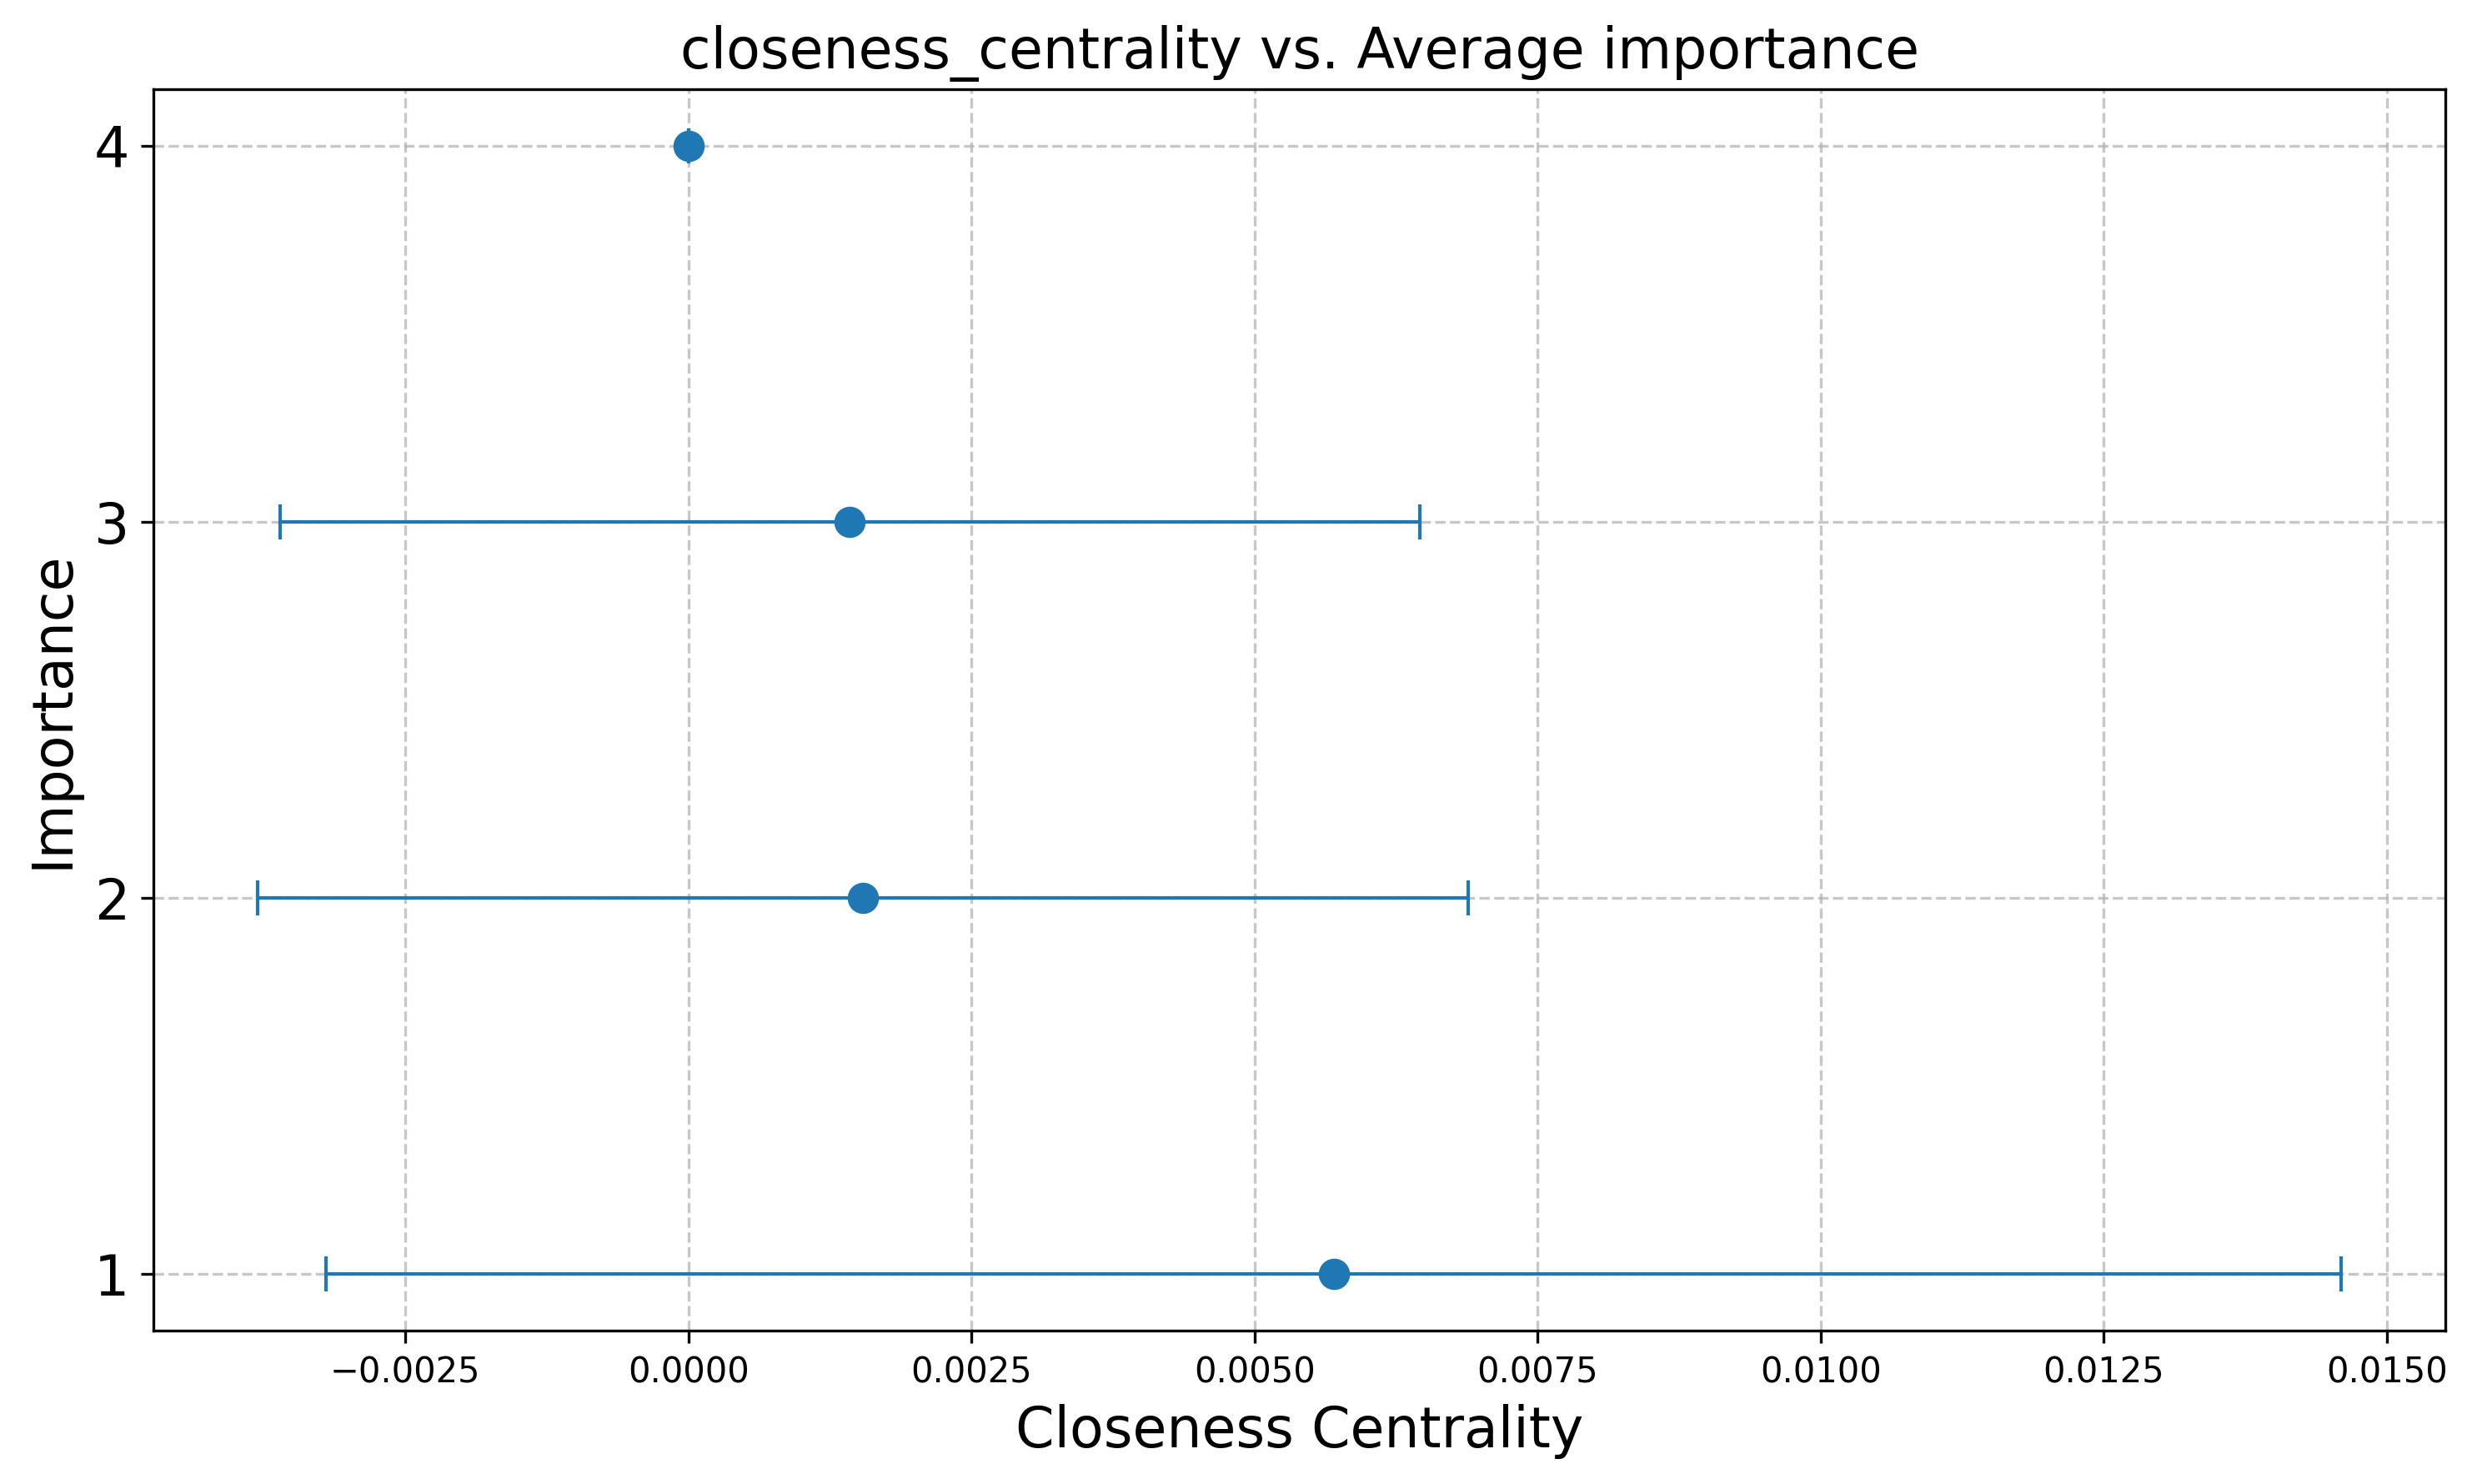 closeness_centrality vs. Average importance
Importance
4
3
2
1
−0.0025 0.0000 0.0025 0.0050 0.0075 0.0100 0.0125 0.0150
Closeness Centrality